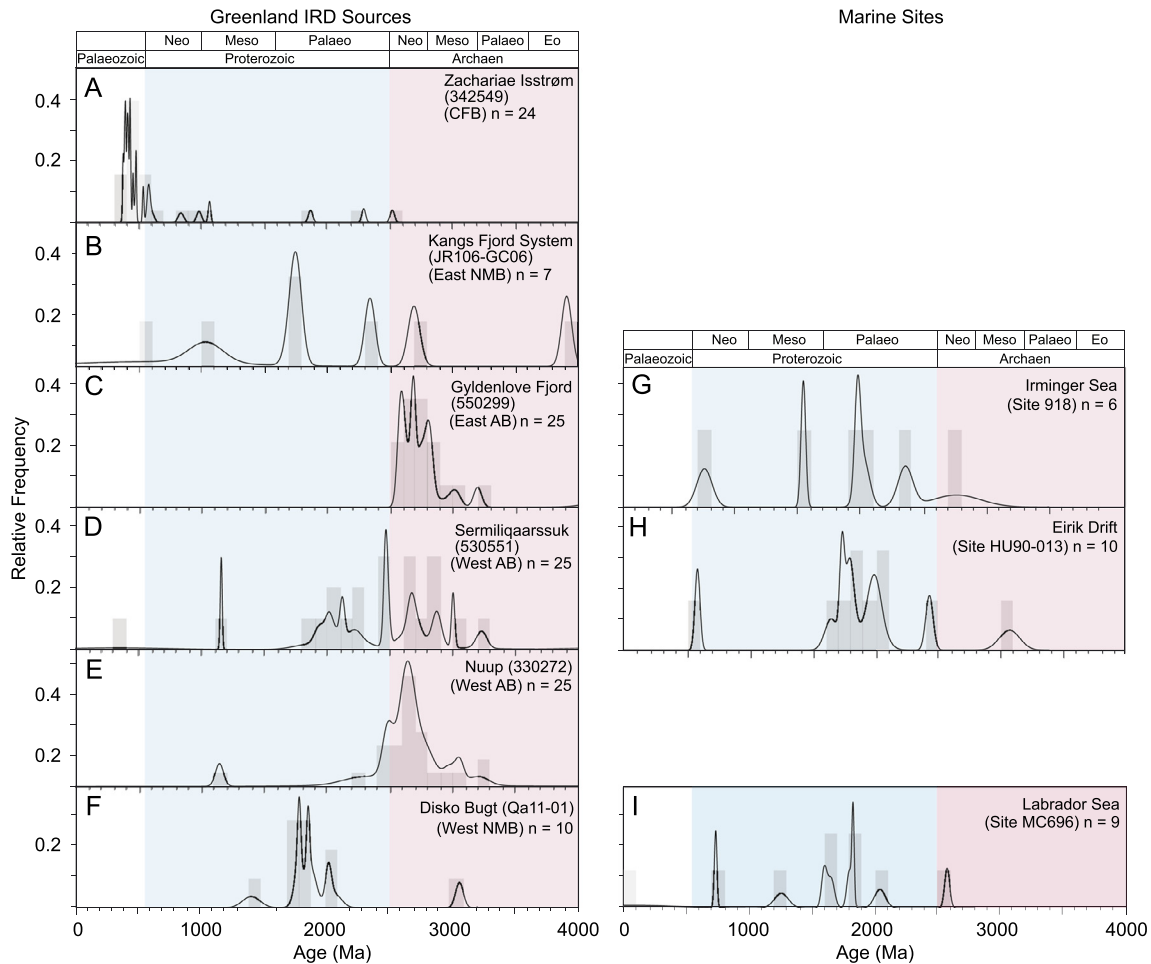 Greenland IRD Sources
Marine Sites
Neo Meso Palaeo Neo Meso Palaeo Eo
Palaeozoic Proterozoic Archaen
A
Zachariae Isstrøm
(342549)
(CFB) n = 24
0.4
0.2
B
Kangs Fjord System
(JR106-GC06)
(East NMB) n = 7
0.4
0.2
C
Gyldenlove Fjord
(550299)
(East AB) n = 25
0.4
0.2
D
Sermiliqaarssuk
(530551)
(West AB) n = 25
0.4
0.2
E
Nuup (330272)
(West AB) n = 25
0.4
0.2
F
Disko Bugt (Qa11-01)
(West NMB) n = 10
0.2
0 1000 2000 3000 4000
Age (Ma)
Relative Frequency
Neo Meso Palaeo Neo Meso Palaeo Eo
Palaeozoic Proterozoic Archaen
G
Irminger Sea
(Site 918) n = 6
H
Eirik Drift
(Site HU90-013) n = 10
I
Labrador Sea
(Site MC696) n = 9
0 1000 2000 3000 4000
Age (Ma)